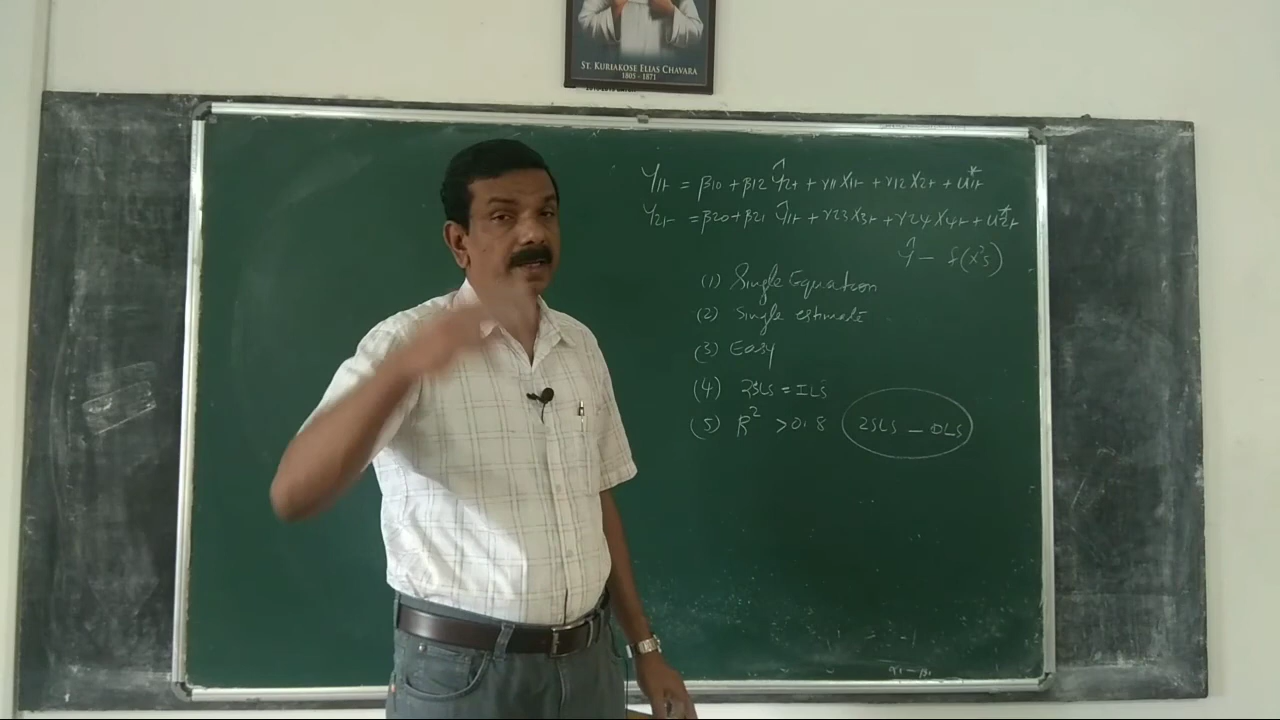 ST. KURIAKOSE ELIAS CHAVARA
1805 - 1871
Y1t = β10 + β12 Ŷ2t + γ11 X1t + γ12 X2t + u*1t
Y2t = β20 + β21 Ŷ1t + γ23 X3t + γ24 X4t + u*2t
Ŷ – f(X's)
(1) Single Equation
(2) Single estimate
(3) Easy
(4) 2SLS = ILS
(5) R² > 0.8 2SLS – OLS